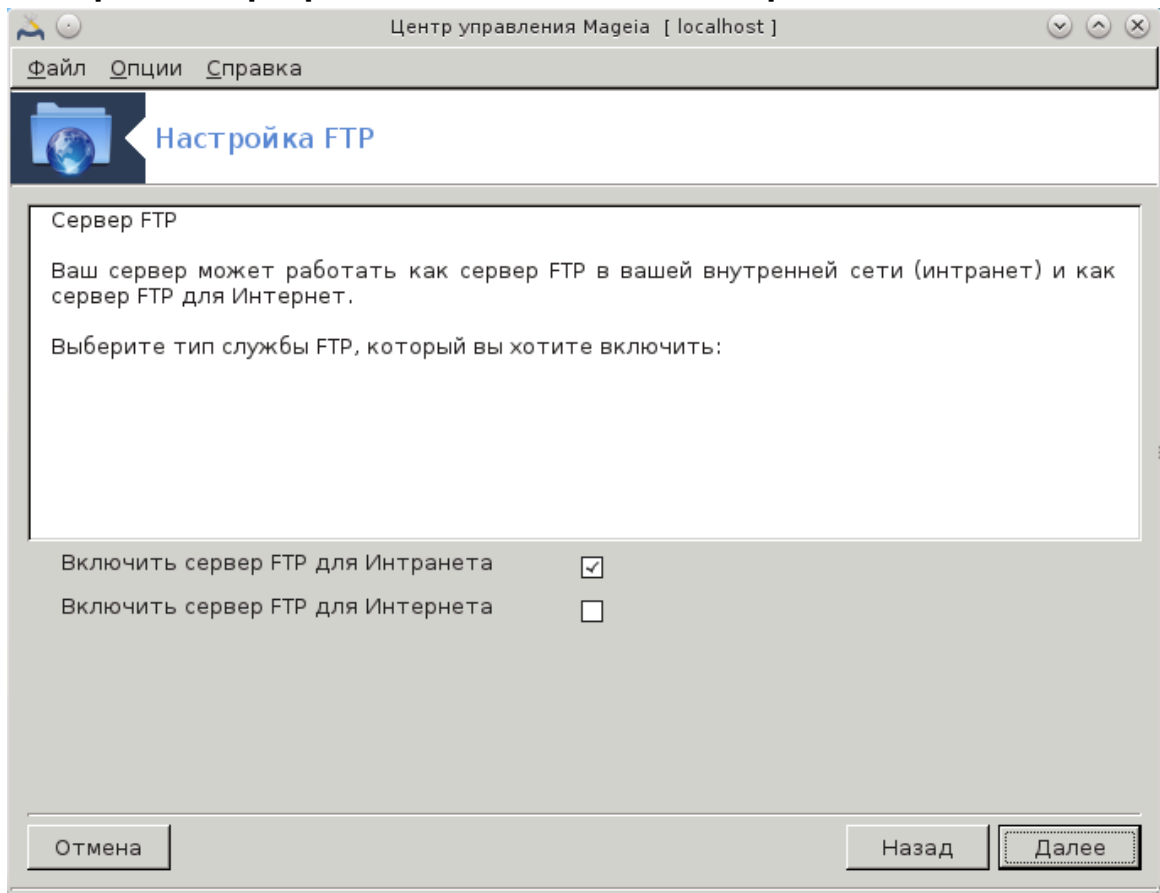 Центр управления Mageia [ localhost ]
Файл Опции Справка
Настройка FTP
Сервер FTP
Ваш сервер может работать как сервер FTP в вашей внутренней сети (интранет) и как
сервер FTP для Интернет.
Выберите тип службы FTP, который вы хотите включить:
Включить сервер FTP для Интранета
Включить сервер FTP для Интернета
Отмена Назад Далее